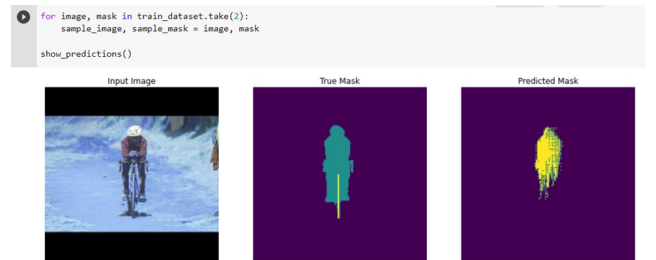 for image, mask in train_dataset.take(2):
    sample_image, sample_mask = image, mask
show_predictions()
Input Image
True Mask
Predicted Mask